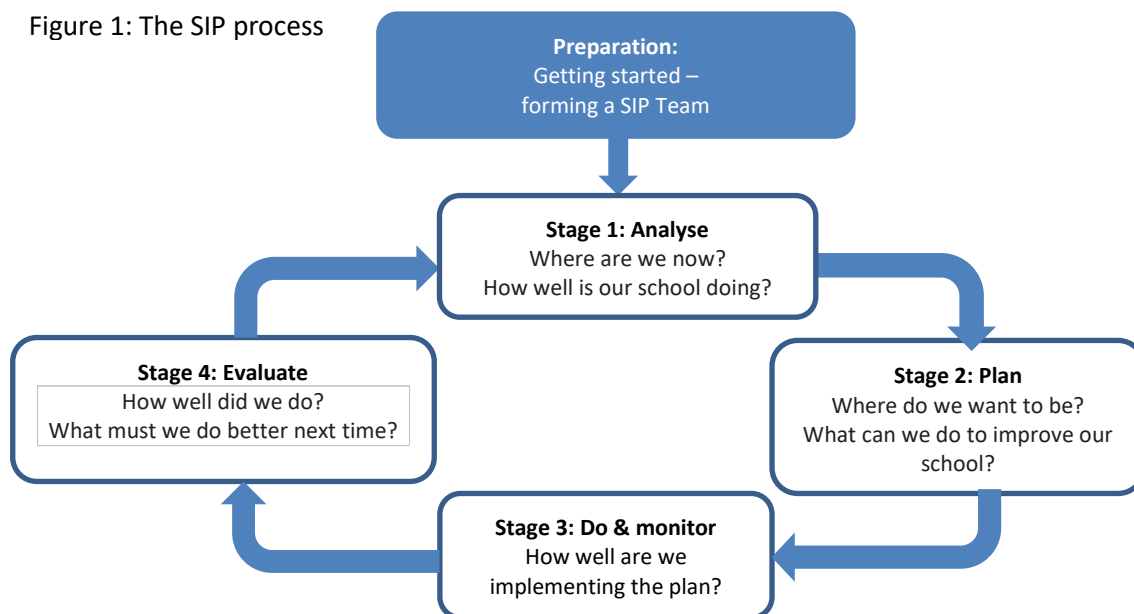 Figure 1: The SIP process
Preparation:
Getting started –
forming a SIP Team
Stage 1: Analyse
Where are we now?
How well is our school doing?
Stage 2: Plan
Where do we want to be?
What can we do to improve our
school?
Stage 3: Do & monitor
How well are we
implementing the plan?
Stage 4: Evaluate
How well did we do?
What must we do better next time?